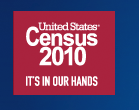 United States®
Census
2010
IT'S IN OUR HANDS